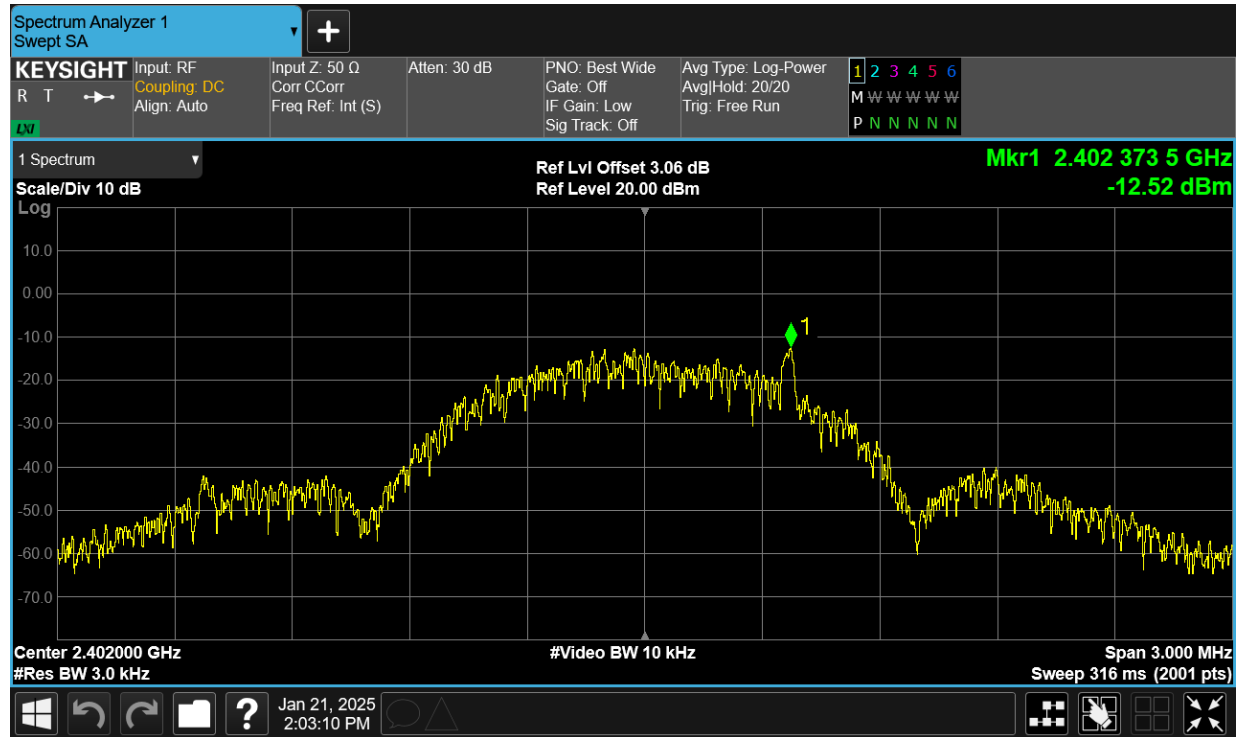 Spectrum Analyzer 1
Swept SA
+
KEYSIGHT
R T
LXI
Input: RF
Coupling: DC
Align: Auto
Input Z: 50 Ω
Corr CCorr
Freq Ref: Int (S)
Atten: 30 dB
PNO: Best Wide
Gate: Off
IF Gain: Low
Sig Track: Off
Avg Type: Log-Power
Avg|Hold: 20/20
Trig: Free Run
1 2 3 4 5 6
M W W W W W
P N N N N N
1 Spectrum
Scale/Div 10 dB
Log
Ref Lvl Offset 3.06 dB
Ref Level 20.00 dBm
Mkr1 2.402 373 5 GHz
-12.52 dBm
10.0
0.00
-10.0
-20.0
-30.0
-40.0
-50.0
-60.0
-70.0
1
Center 2.402000 GHz
#Res BW 3.0 kHz
#Video BW 10 kHz
Span 3.000 MHz
Sweep 316 ms (2001 pts)
?
Jan 21, 2025
2:03:10 PM